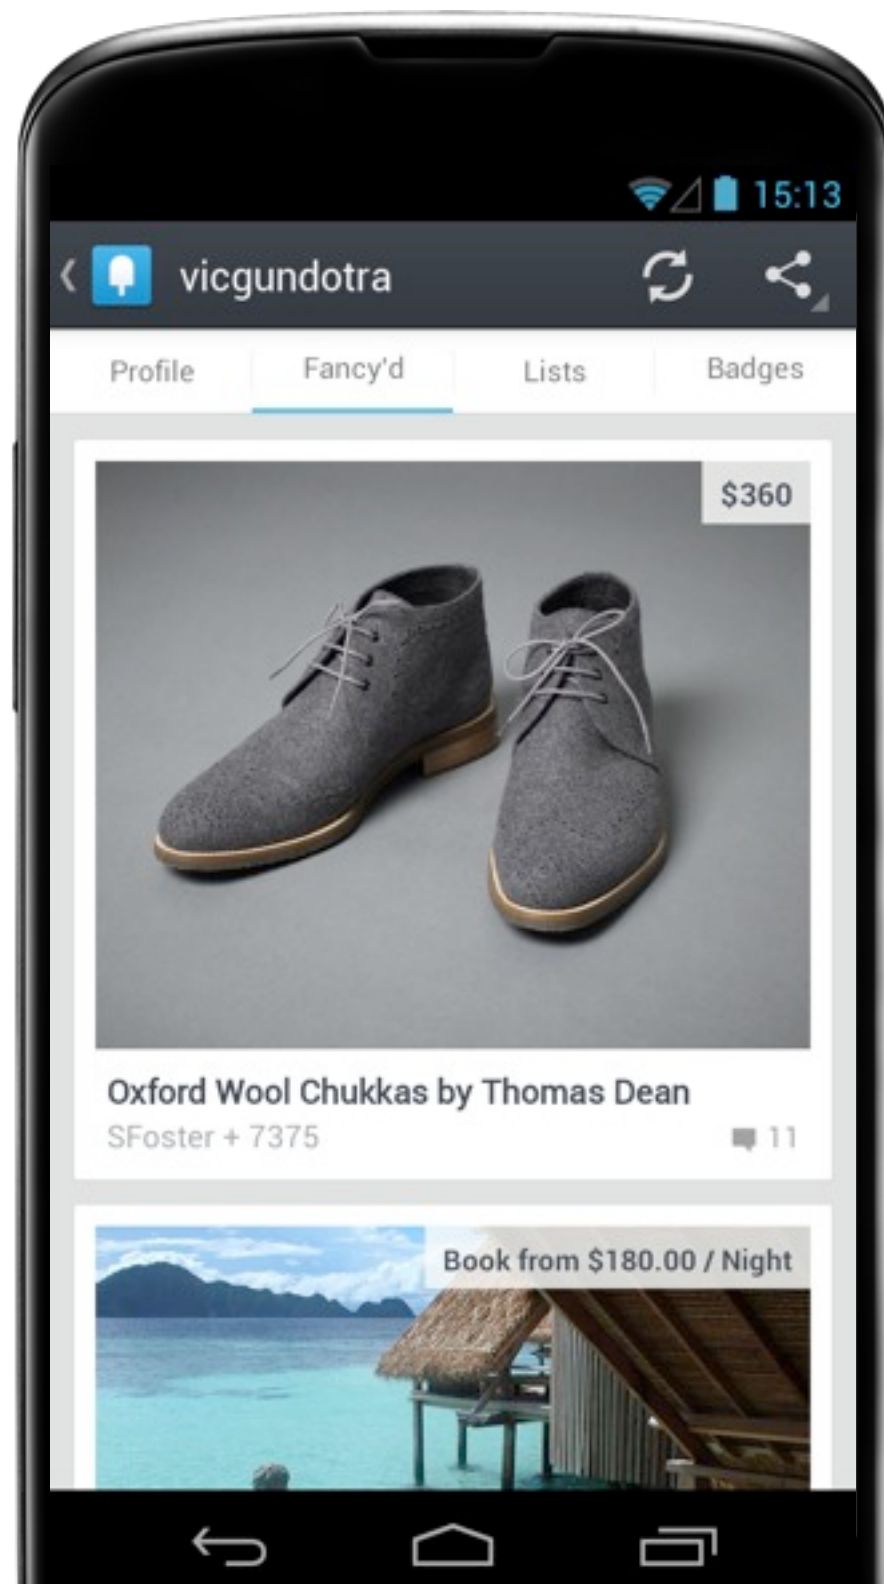 15:13
vicgundotra
Profile Fancy'd Lists Badges
$360
Oxford Wool Chukkas by Thomas Dean
SFoster + 7375 11
Book from $180.00 / Night